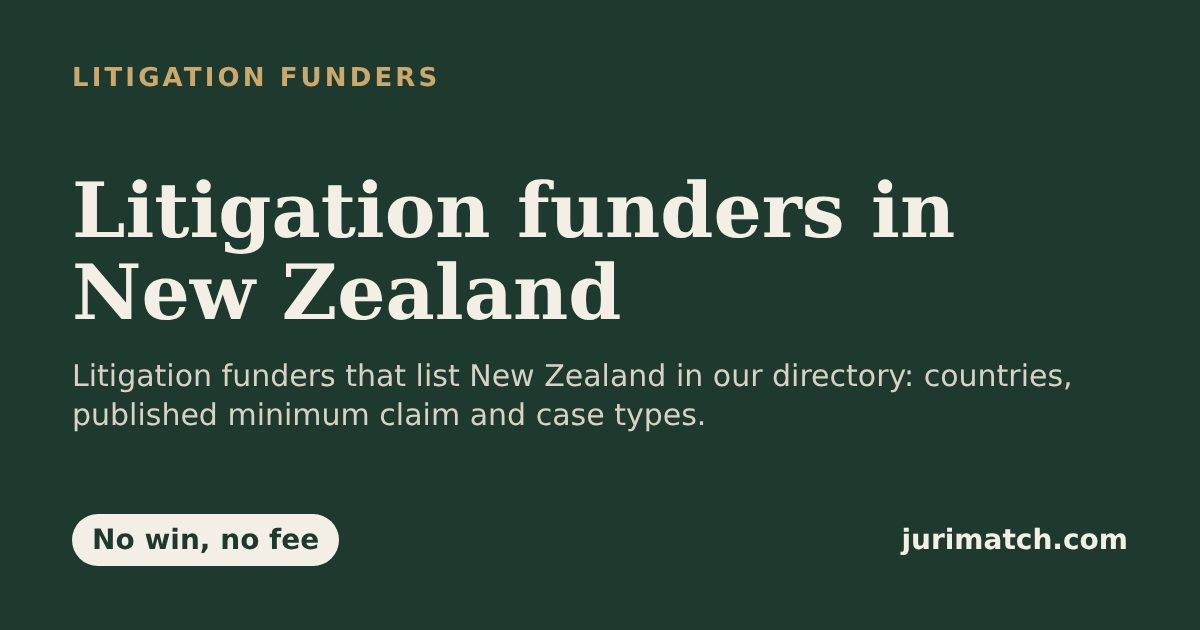 LITIGATION FUNDERS
Litigation funders in
New Zealand
Litigation funders that list New Zealand in our directory: countries,
published minimum claim and case types.
No win, no fee
jurimatch.com